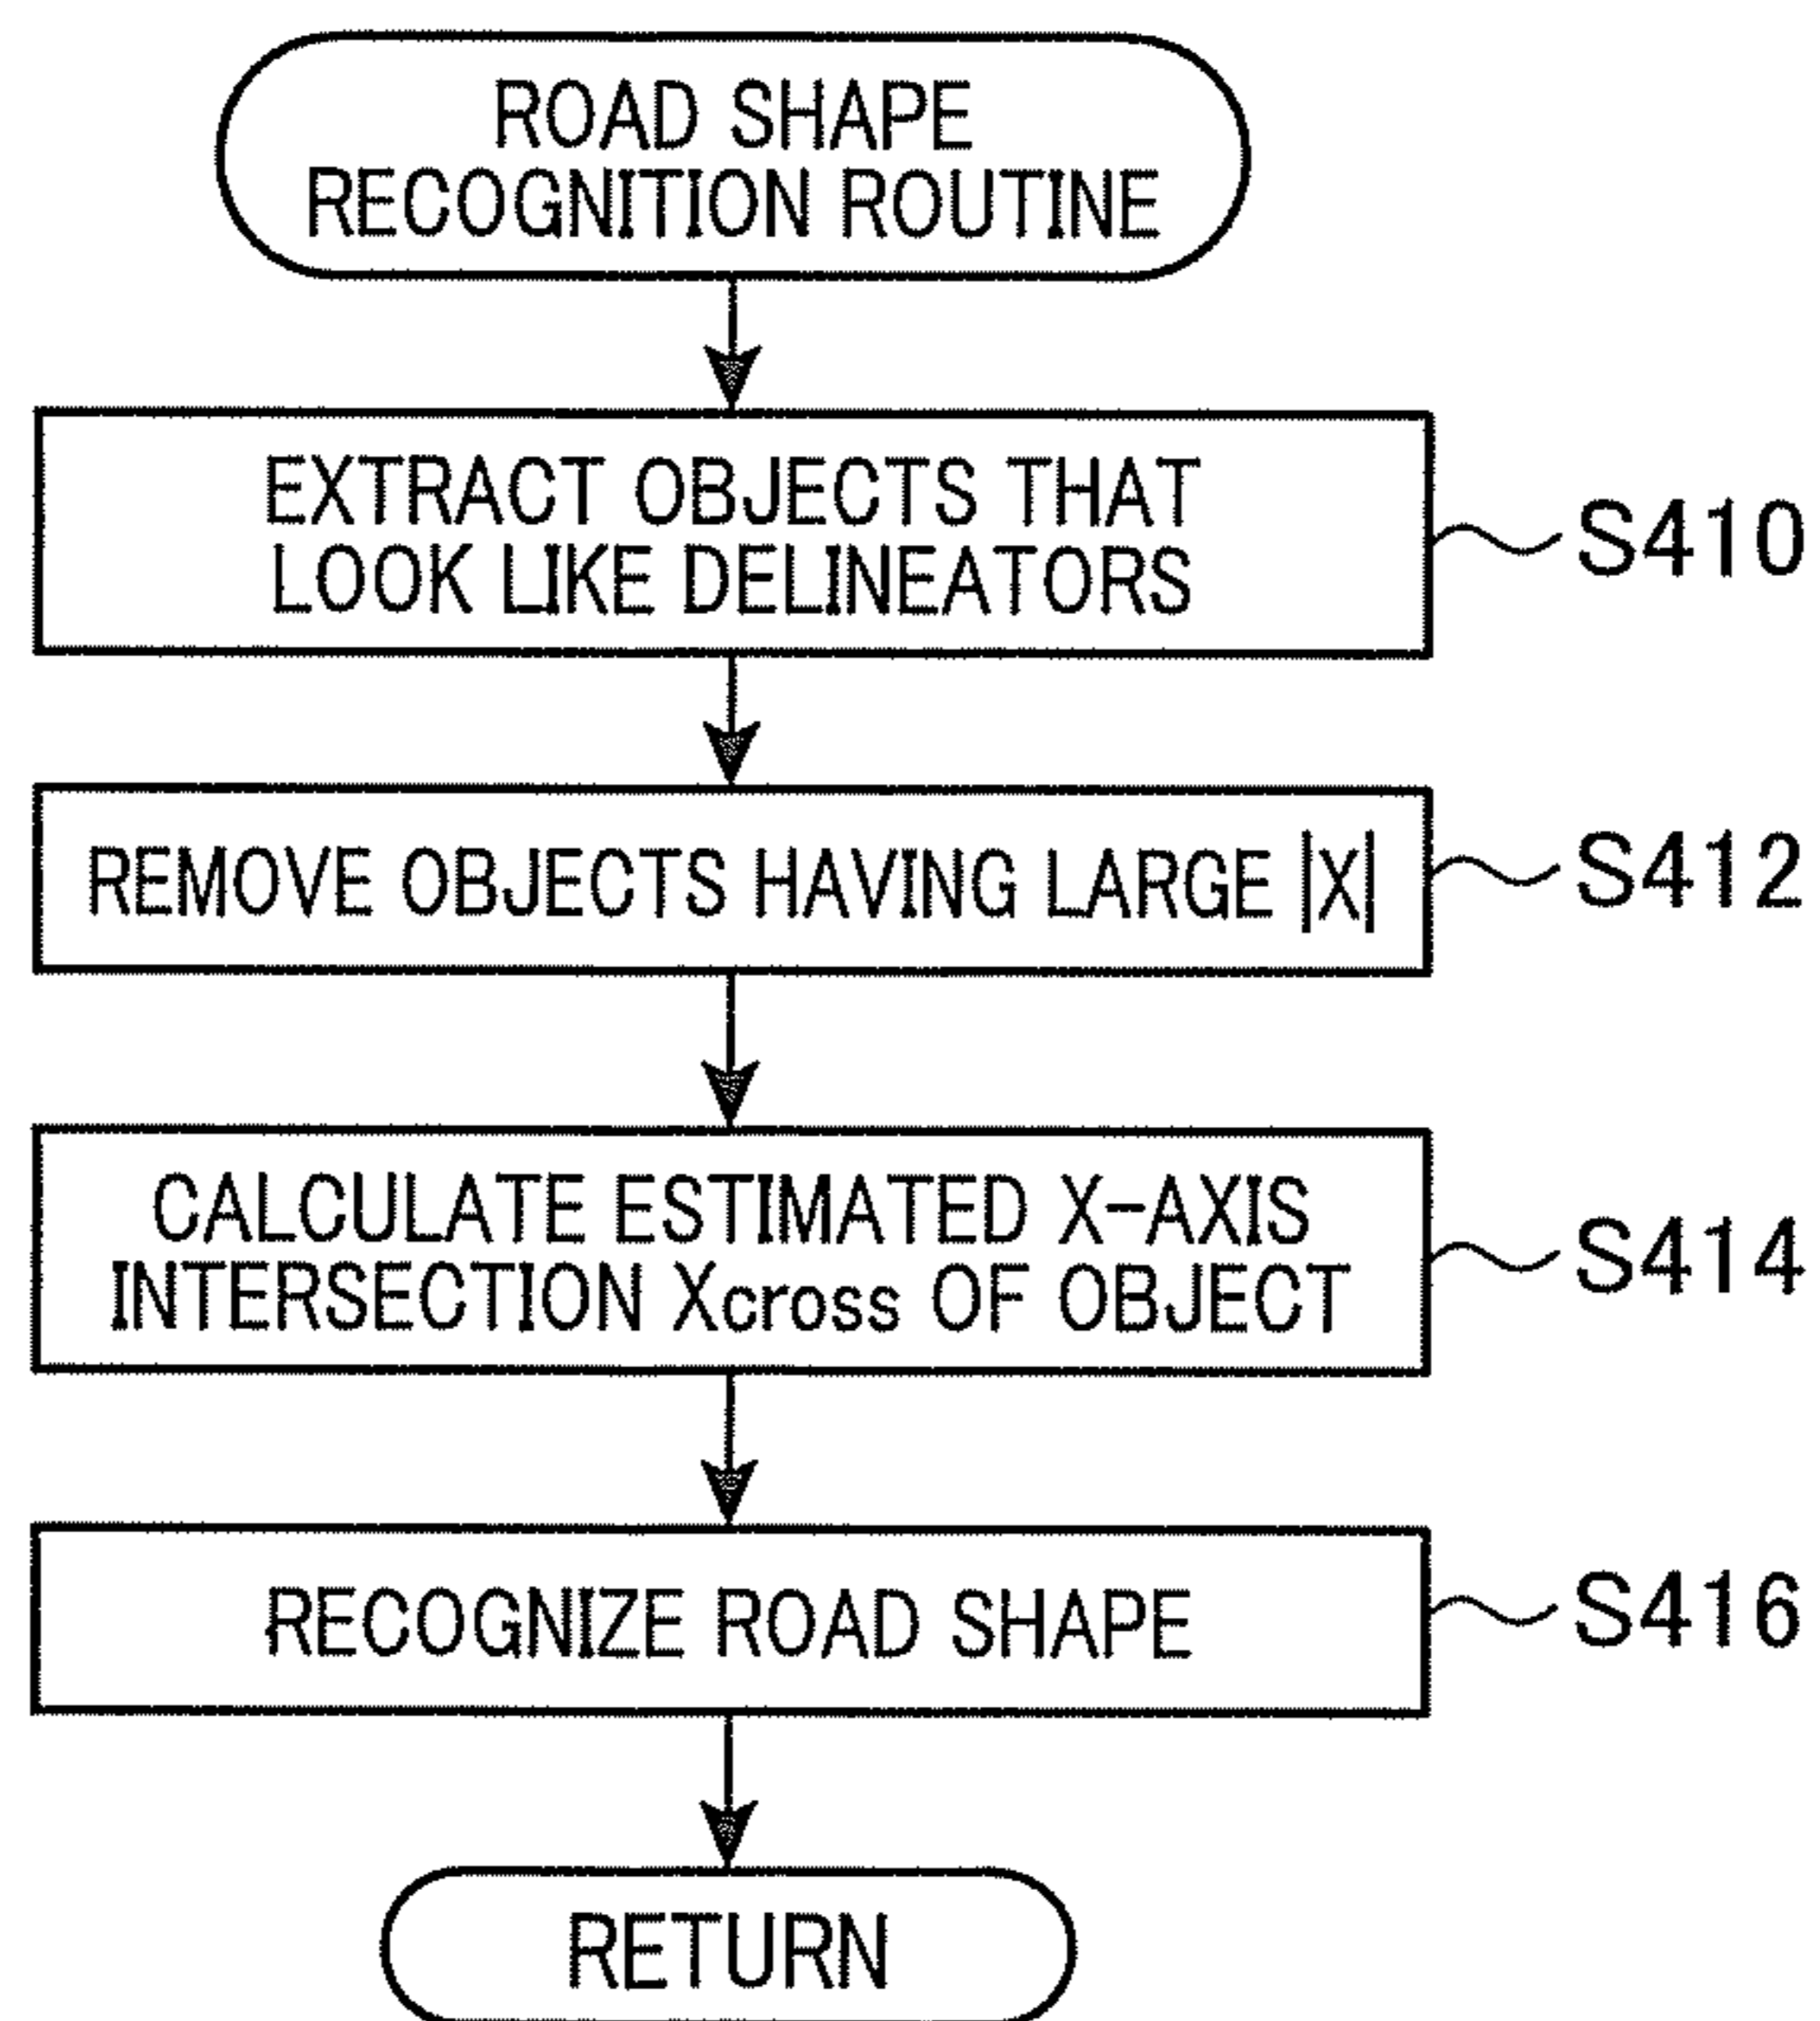 ROAD SHAPE
RECOGNITION ROUTINE
EXTRACT OBJECTS THAT
LOOK LIKE DELINEATORS
S410
REMOVE OBJECTS HAVING LARGE |X|
S412
CALCULATE ESTIMATED X-AXIS
INTERSECTION Xcross OF OBJECT
S414
RECOGNIZE ROAD SHAPE
S416
RETURN